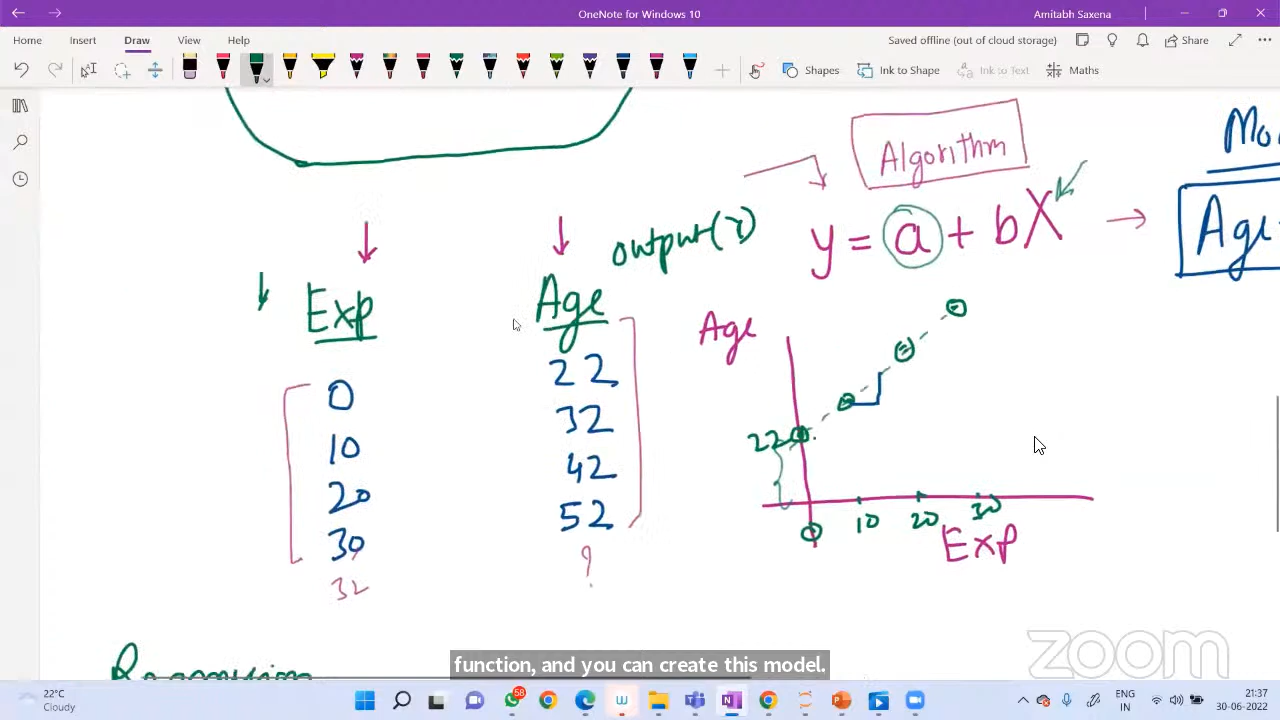 OneNote for Windows 10
Amitabh Saxena
Home Insert Draw View Help
Saved offline (out of cloud storage)
Share
Shapes Ink to Shape Ink to Text Maths
Algorithm
y = a + bX →
Age
output(Y)
Exp Age
0 22
10 32
20 42
30 52
32 ?
Age
22
0 10 20 30
Exp
function, and you can create this model.
zoom
22°C
58
ENG
IN
21:37
30-06-2022